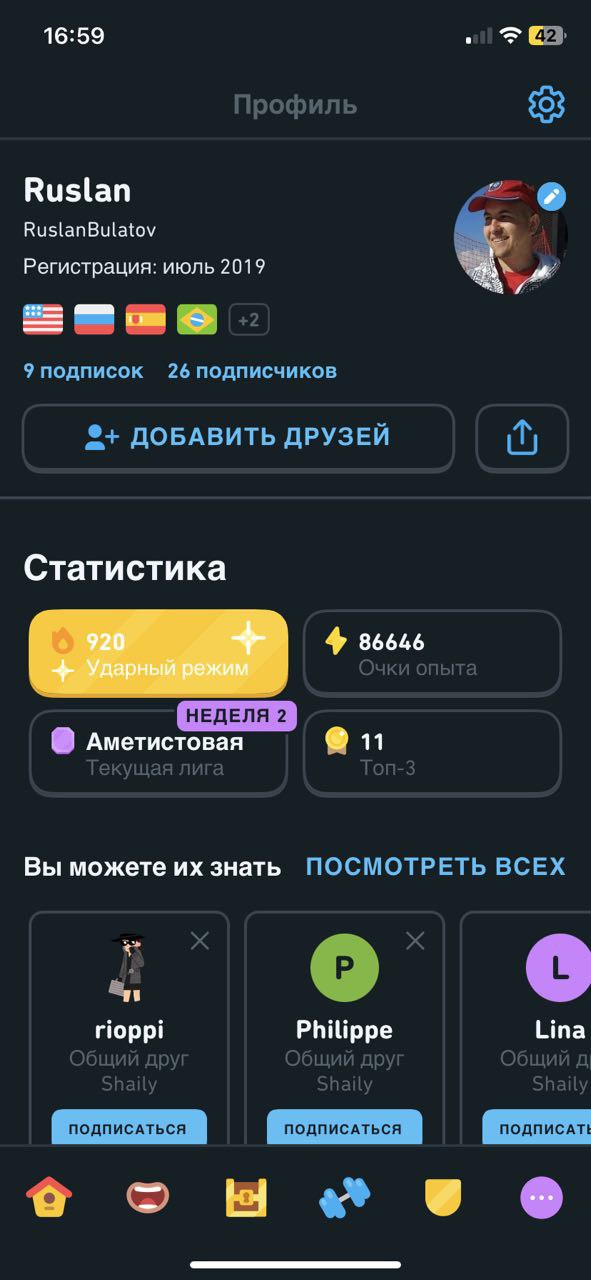 16:59
42
Профиль
Ruslan
RuslanBulatov
Регистрация: июль 2019
+2
9 подписок 26 подписчиков
ДОБАВИТЬ ДРУЗЕЙ
Статистика
920
Ударный режим
86646
Очки опыта
НЕДЕЛЯ 2
Аметистовая
Текущая лига
11
Топ-3
Вы можете их знать ПОСМОТРЕТЬ ВСЕХ
rioppi
Общий друг
Shaily
ПОДПИСАТЬСЯ
P
Philippe
Общий друг
Shaily
ПОДПИСАТЬСЯ
L
Lina
Общий др
Shaily
ПОДПИСАТЬ